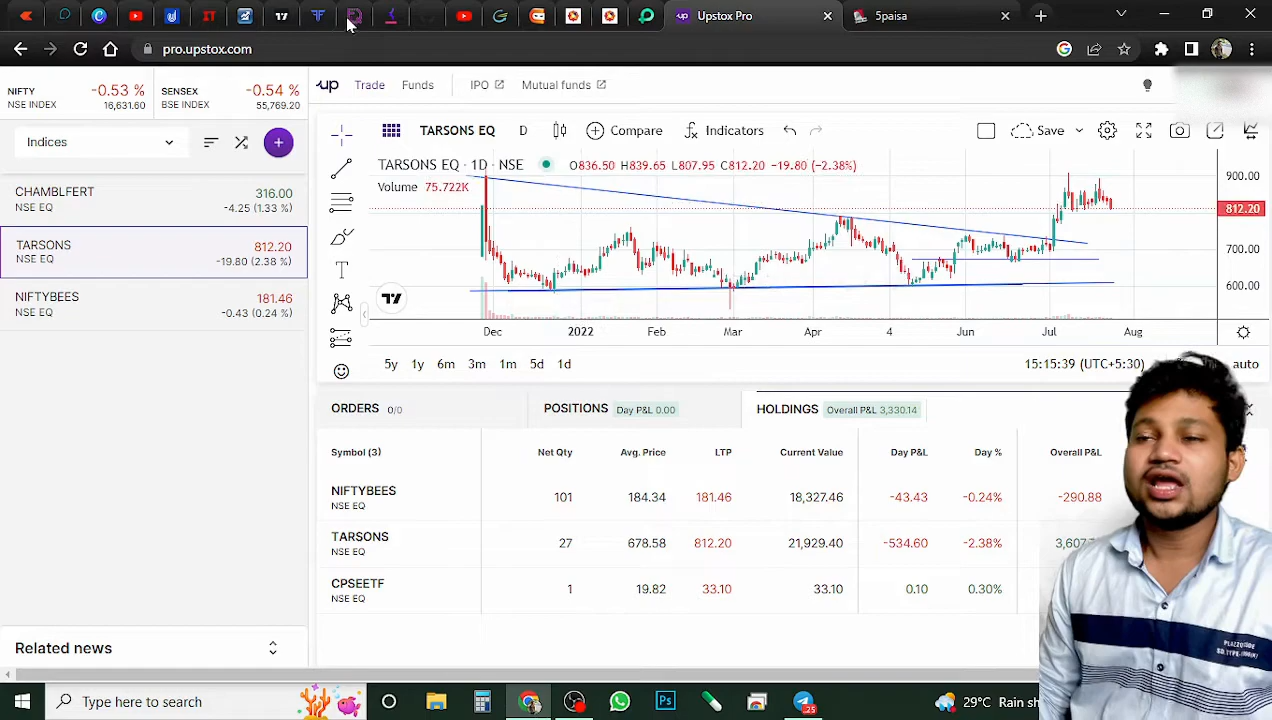 Upstox Pro
5paisa
pro.upstox.com
NIFTY -0.53 %
NSE INDEX 16,631.60
SENSEX -0.54 %
BSE INDEX 55,769.20
up Trade Funds IPO Mutual funds
Indices
TARSONS EQ D Compare Indicators Save
TARSONS EQ · 1D · NSE O836.50 H839.65 L807.95 C812.20 -19.80 (-2.38%)
Volume 75.722K
900.00
812.20
700.00
600.00
Dec 2022 Feb Mar Apr 4 Jun Jul Aug
5y 1y 6m 3m 1m 5d 1d 15:15:39 (UTC+5:30) auto
CHAMBLFERT 316.00
NSE EQ -4.25 (1.33 %)
TARSONS 812.20
NSE EQ -19.80 (2.38 %)
NIFTYBEES 181.46
NSE EQ -0.43 (0.24 %)
ORDERS 0/0 POSITIONS Day P&L 0.00 HOLDINGS Overall P&L 3,330.14
Symbol (3) Net Qty Avg. Price LTP Current Value Day P&L Day % Overall P&L
NIFTYBEES 101 184.34 181.46 18,327.46 -43.43 -0.24% -290.88
NSE EQ
TARSONS 27 678.58 812.20 21,929.40 -534.60 -2.38%
NSE EQ
CPSEETF 1 19.82 33.10 33.10 0.10 0.30%
NSE EQ
Related news
Type here to search
29°C Rain